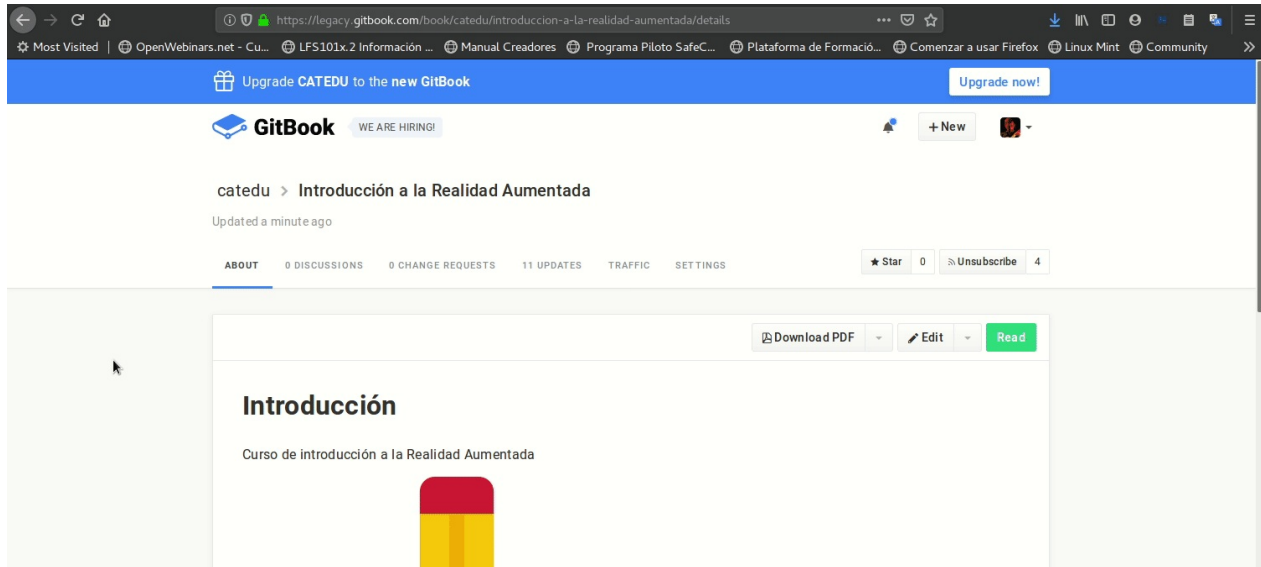 https://legacy.gitbook.com/book/catedu/introduccion-a-la-realidad-aumentada/details
Most Visited
OpenWebinars.net - Cu...
LFS101x.2 Información ...
Manual Creadores
Programa Piloto SafeC...
Plataforma de Formació...
Comenzar a usar Firefox
Linux Mint
Community
Upgrade CATEDU to the new GitBook
Upgrade now!
GitBook
WE ARE HIRING!
+ New
catedu > Introducción a la Realidad Aumentada
Updated a minute ago
ABOUT
0 DISCUSSIONS
0 CHANGE REQUESTS
11 UPDATES
TRAFFIC
SETTINGS
Star 0
Unsubscribe 4
Download PDF
Edit
Read
Introducción
Curso de introducción a la Realidad Aumentada